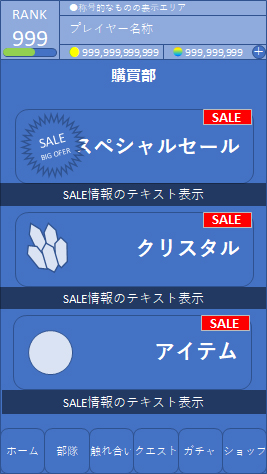 RANK
999
●称号的なものの表示エリア
プレイヤー名称
999,999,999,999
999,999,999
+
購買部
SALE
SALE
BIG OFER
スペシャルセール
SALE情報のテキスト表示
SALE
クリスタル
SALE情報のテキスト表示
SALE
アイテム
SALE情報のテキスト表示
ホーム
部隊
触れ合い
クエスト
ガチャ
ショップ